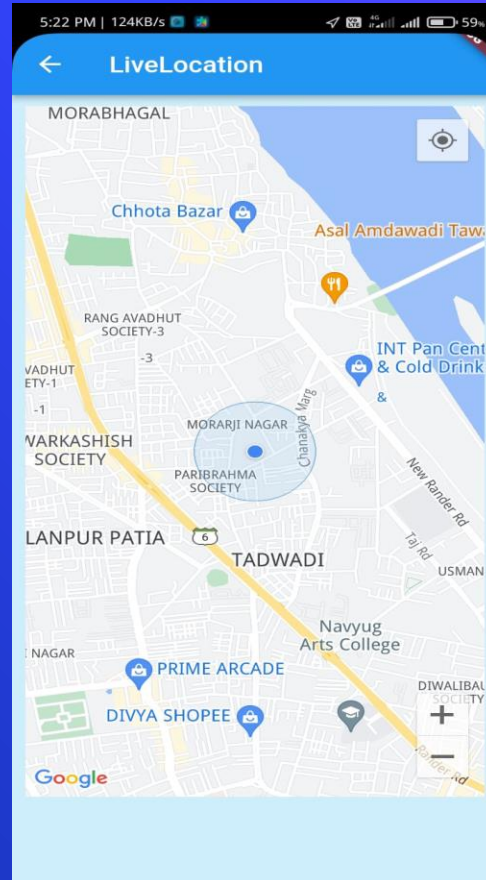 5:22 PM | 124KB/s
4G
59%
LiveLocation
MORABHAGAL
Chhota Bazar
Asal Amdawadi Tawa
RANG AVADHUT
SOCIETY-3
-3
INT Pan Cent
& Cold Drink
&
VADHUT
ETY-1
-1
MORARJI NAGAR
Chanakya Marg
WARKASHISH
SOCIETY
PARIBRAHMA
SOCIETY
New Rander Rd
LANPUR PATIA
6
TADWADI
Taj Rd
USMAN
Navyug
Arts College
NAGAR
PRIME ARCADE
DIWALIBAU
SOCIETY
DIVYA SHOPEE
+
−
Rander Rd
Google